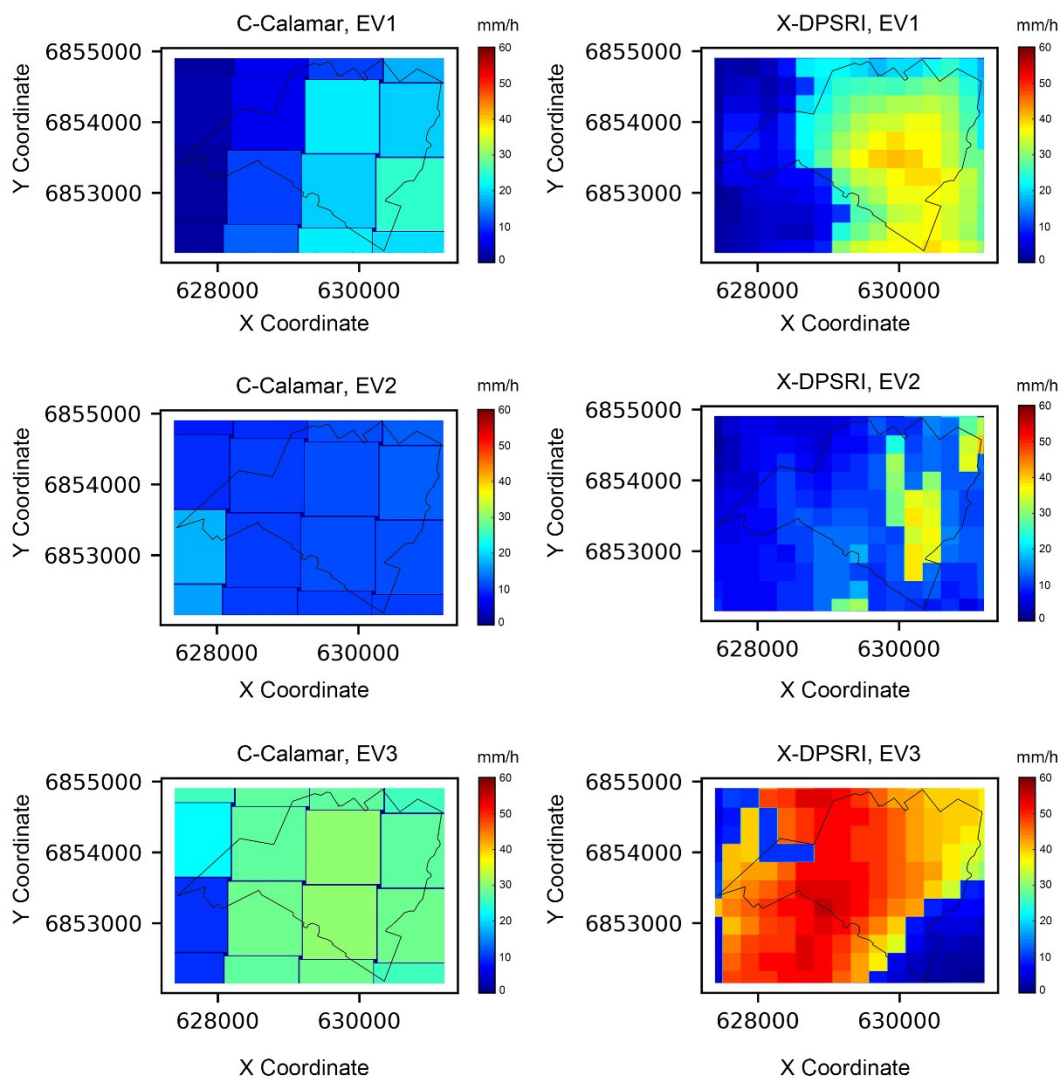 C-Calamar, EV1
mm/h
6855000
6854000
6853000
Y Coordinate
628000 630000
X Coordinate
60
50
40
30
20
10
0
X-DPSRI, EV1
mm/h
6855000
6854000
6853000
Y Coordinate
628000 630000
X Coordinate
60
50
40
30
20
10
0
C-Calamar, EV2
mm/h
6855000
6854000
6853000
Y Coordinate
628000 630000
X Coordinate
60
50
40
30
20
10
0
X-DPSRI, EV2
mm/h
6855000
6854000
6853000
Y Coordinate
628000 630000
X Coordinate
60
50
40
30
20
10
0
C-Calamar, EV3
mm/h
6855000
6854000
6853000
Y Coordinate
628000 630000
X Coordinate
60
50
40
30
20
10
0
X-DPSRI, EV3
mm/h
6855000
6854000
6853000
Y Coordinate
628000 630000
X Coordinate
60
50
40
30
20
10
0